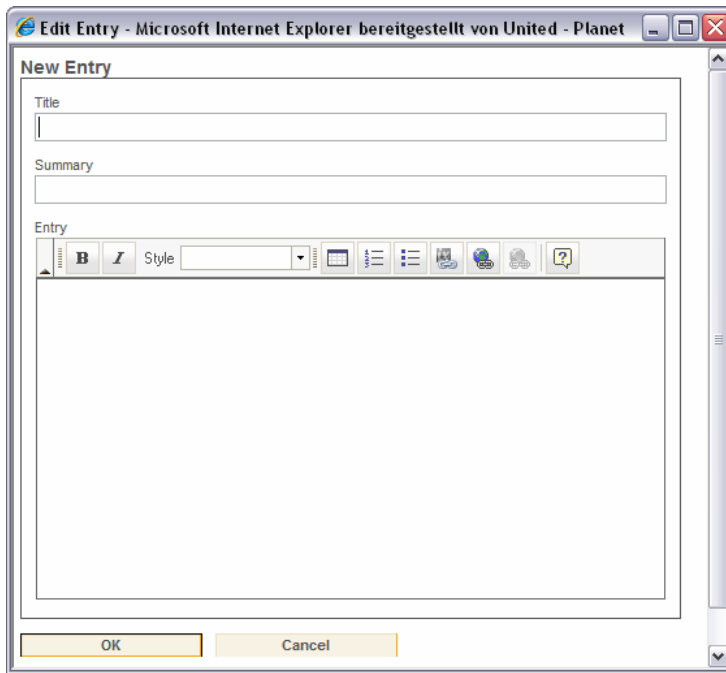 Edit Entry - Microsoft Internet Explorer bereitgestellt von United - Planet
New Entry
Title
Summary
Entry
B I Style
OK Cancel